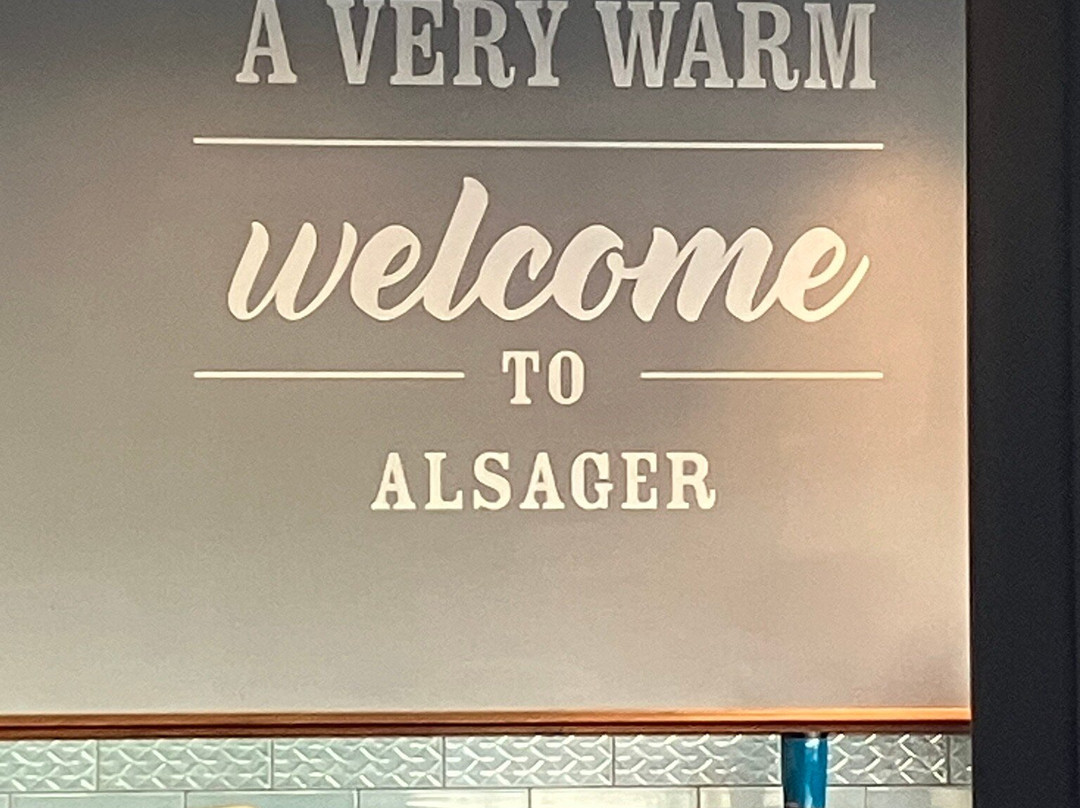 A VERY WARM
welcome
TO
ALSAGER